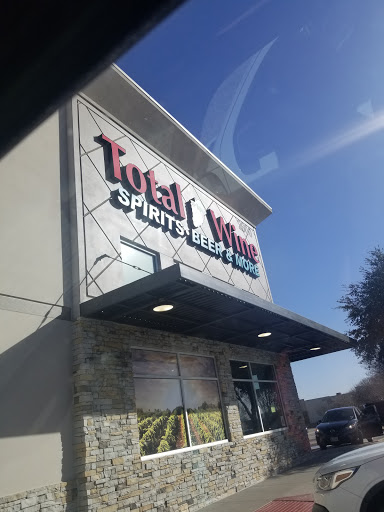 Total Wine
SPIRITS • BEER & MORE